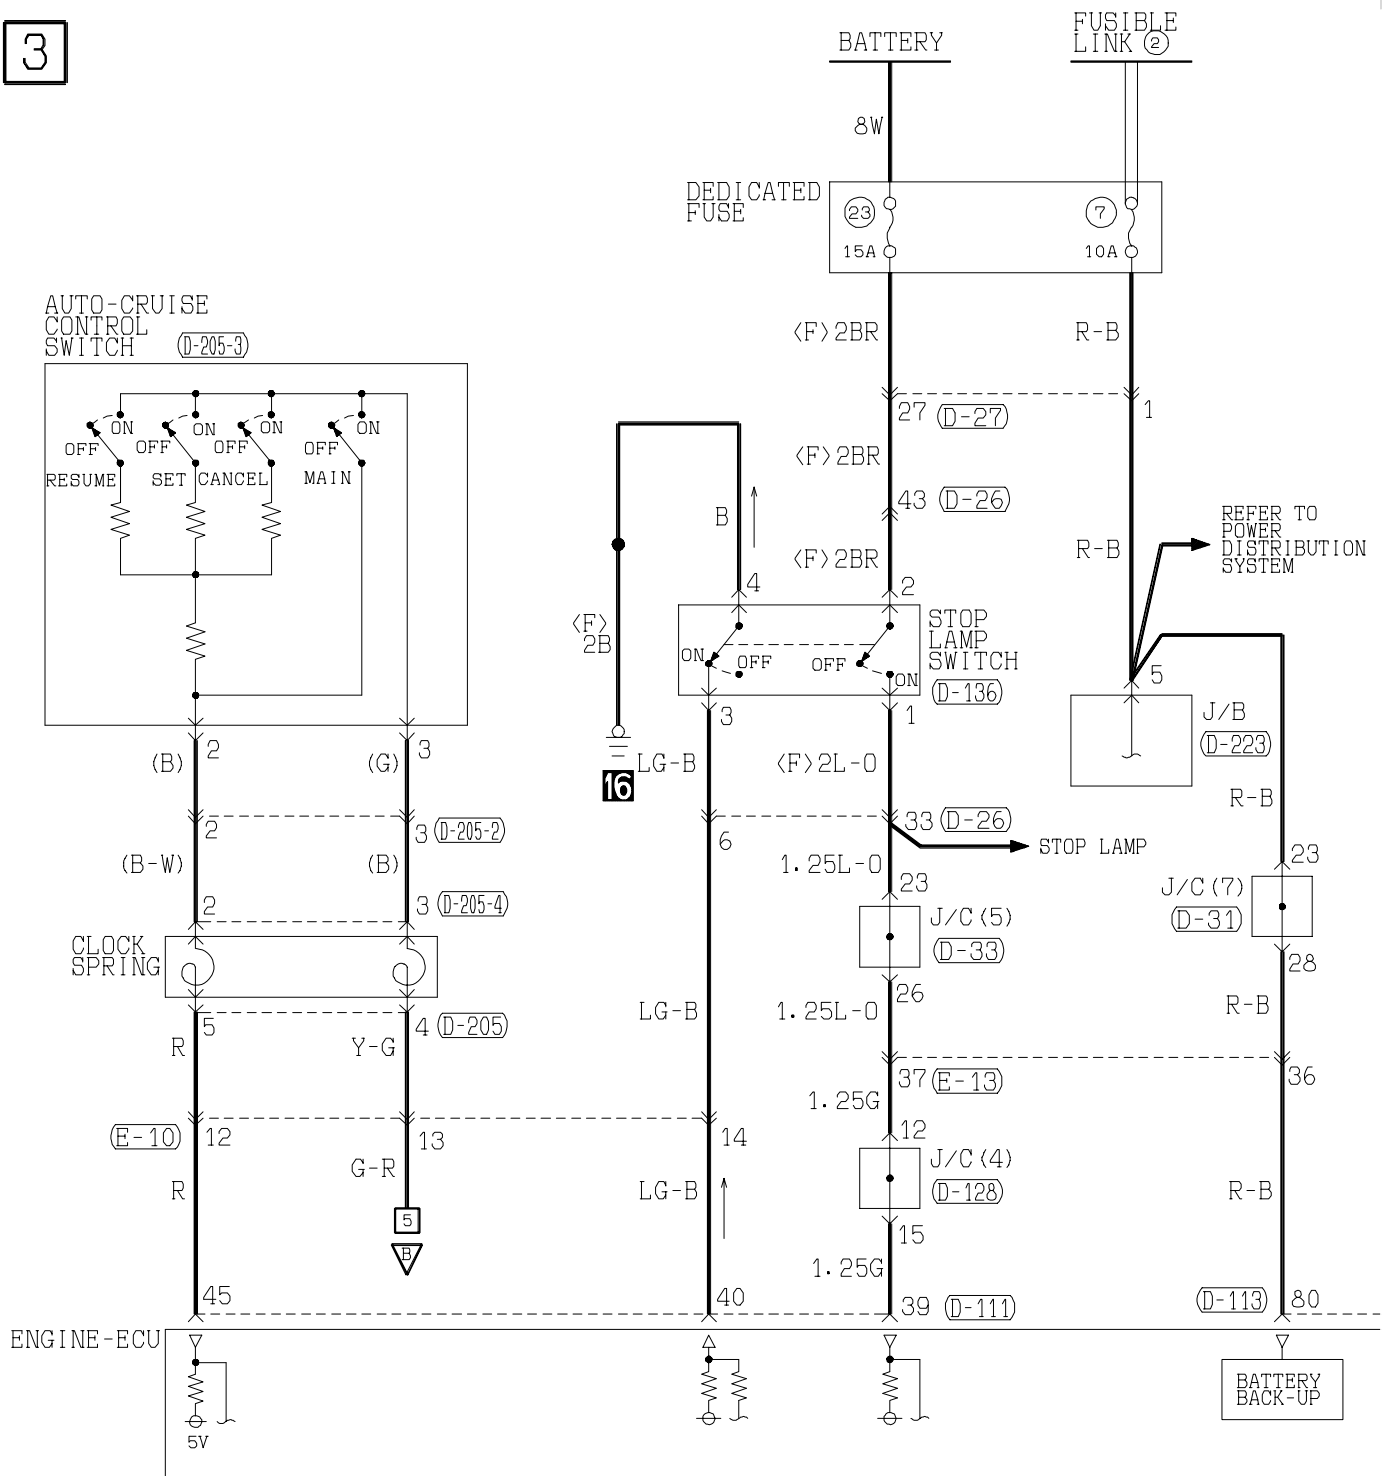 3
BATTERY
FUSIBLE
LINK 2
8W
DEDICATED
FUSE
23
15A
7
10A
AUTO-CRUISE
CONTROL
SWITCH
(D-205-3)
<F>2BR
R-B
27
(D-27)
1
ON
ON
ON
ON
OFF
OFF
OFF
OFF
RESUME
SET
CANCEL
MAIN
<F>2BR
43
(D-26)
B
<F>2BR
R-B
REFER TO
POWER
DISTRIBUTION
SYSTEM
4
2
<F>
2B
ON
OFF
OFF
ON
STOP
LAMP
SWITCH
(D-136)
5
3
1
J/B
(D-223)
2
3
(B)
(G)
16
LG-B
<F>2L-O
R-B
2
3
(D-205-2)
6
33
(D-26)
STOP LAMP
(B-W)
(B)
1.25L-O
23
23
2
3
(D-205-4)
J/C(5)
(D-33)
J/C(7)
(D-31)
CLOCK
SPRING
28
26
5
4
(D-205)
LG-B
1.25L-O
R-B
R
Y-G
37
(E-13)
36
1.25G
(E-10)
12
13
14
12
G-R
J/C(4)
(D-128)
R
LG-B
R-B
5
B
15
1.25G
45
40
39
(D-111)
(D-113)
80
ENGINE-ECU
BATTERY
BACK-UP
5V